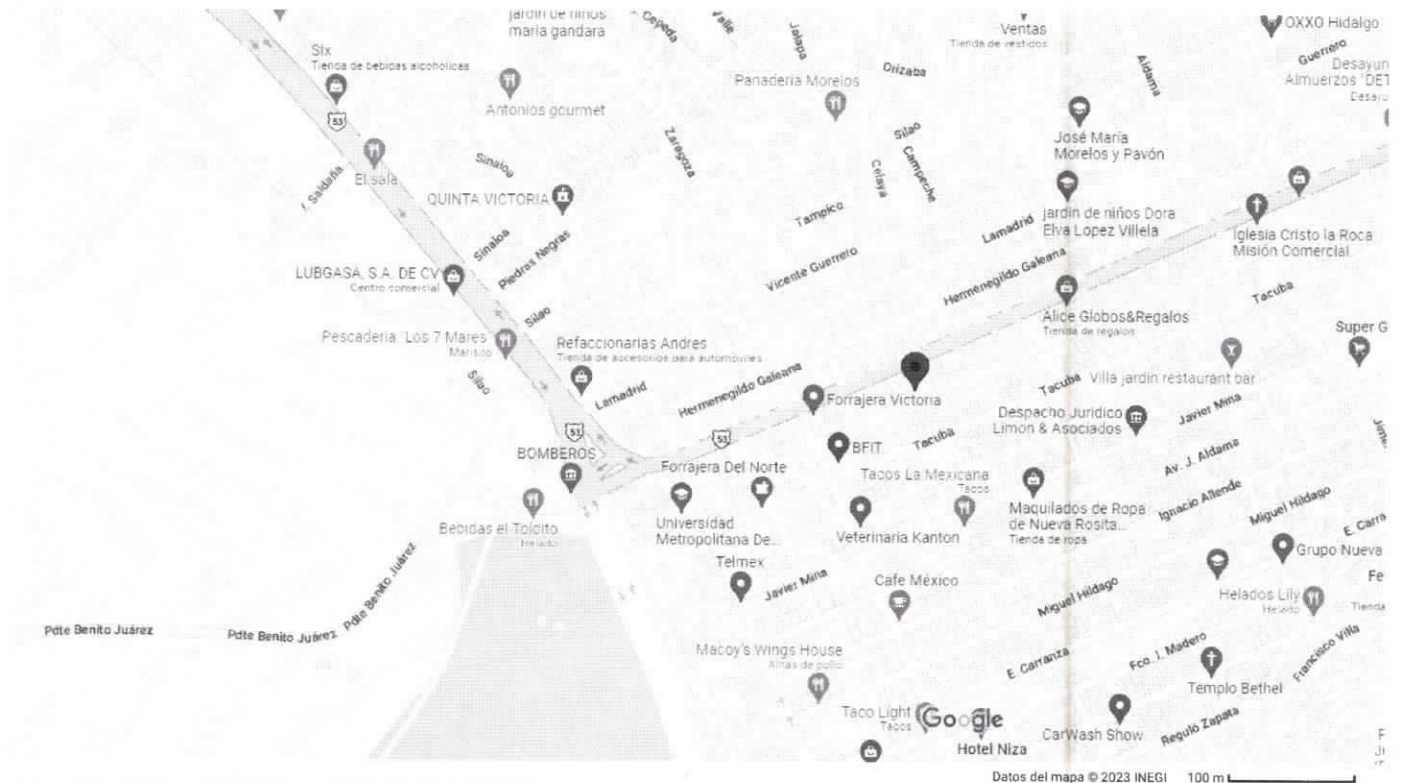 jardin de niños
maria gandara
Cepeda
Valle
Jalapa
Ventas
Tienda de vestidos
OXXO Hidalgo
Guerrero
Six
Tienda de bebidas alcoholicas
Orizaba
Aldama
Desayun
Almuerzos "DET
Desayu
Panaderia Morelos
Antonios gourmet
53
Zaragoza
Silao
José María
Morelos y Pavón
El sala
Sinaloa
Celaya
Campeche
I. Saldaña
QUINTA VICTORIA
Tampico
Lamadrid
jardin de niños Dora
Elva Lopez Villela
Iglesia Cristo la Roca
Misión Comercial
Sinaloa
Piedras Negras
LUBGASA, S.A. DE CV
Centro comercial
Vicente Guerrero
Hermenegildo Galeana
Tacuba
Silao
Alice Globos&Regalos
Tienda de regalos
Super G
Pescaderia Los 7 Mares
Marisco
Refaccionarias Andres
Tienda de accesorios para automóviles
Silao
Lamadrid
Hermenegildo Galeana
Forrajera Victoria
Tacuba
Villa jardin restaurant bar
Despacho Juridico
Limon & Asociados
Javier Mina
53
53
BOMBEROS
BFIT
Tacuba
Av. J. Aldama
Forrajera Del Norte
Tacos La Mexicana
Tacos
Bebidas el Toldito
Helado
Universidad
Metropolitana De...
Veterinaria Kanton
Maquilados de Ropa
de Nueva Rosita...
Tienda de ropa
Ignacio Allende
Miguel Hildago
E. Carra
Grupo Nueva
Telmex
Javier Mina
Cafe México
Miguel Hildago
Helados Lily
Helado
Fe
Tienda
Pdte Benito Juárez
Pdte Benito Juárez
Pdte Benito Juárez
Macoy's Wings House
Alitas de pollo
E. Carranza
Fco. I. Madero
Francisco Villa
Templo Bethel
Taco Light
Tacos
Google
Hotel Niza
CarWash Show
Regulo Zapata
Datos del mapa © 2023 INEGI
100 m